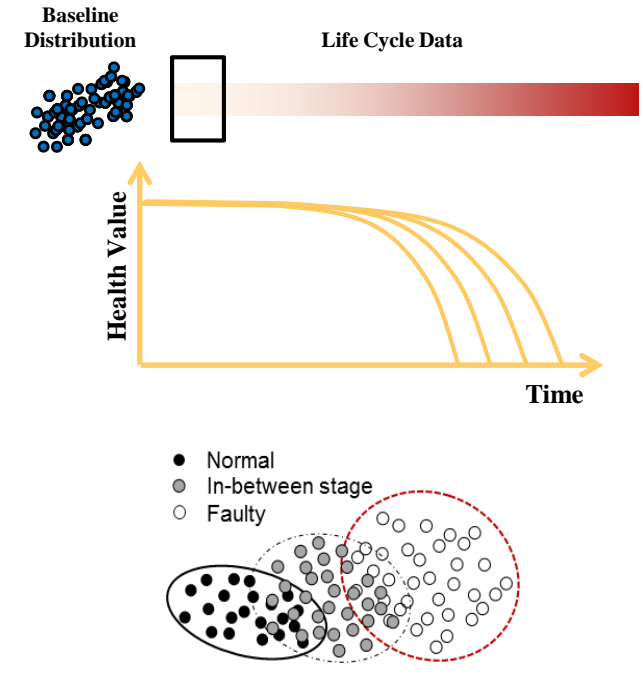 Baseline
Distribution
Life Cycle Data
Health Value
Time
Normal
In-between stage
Faulty